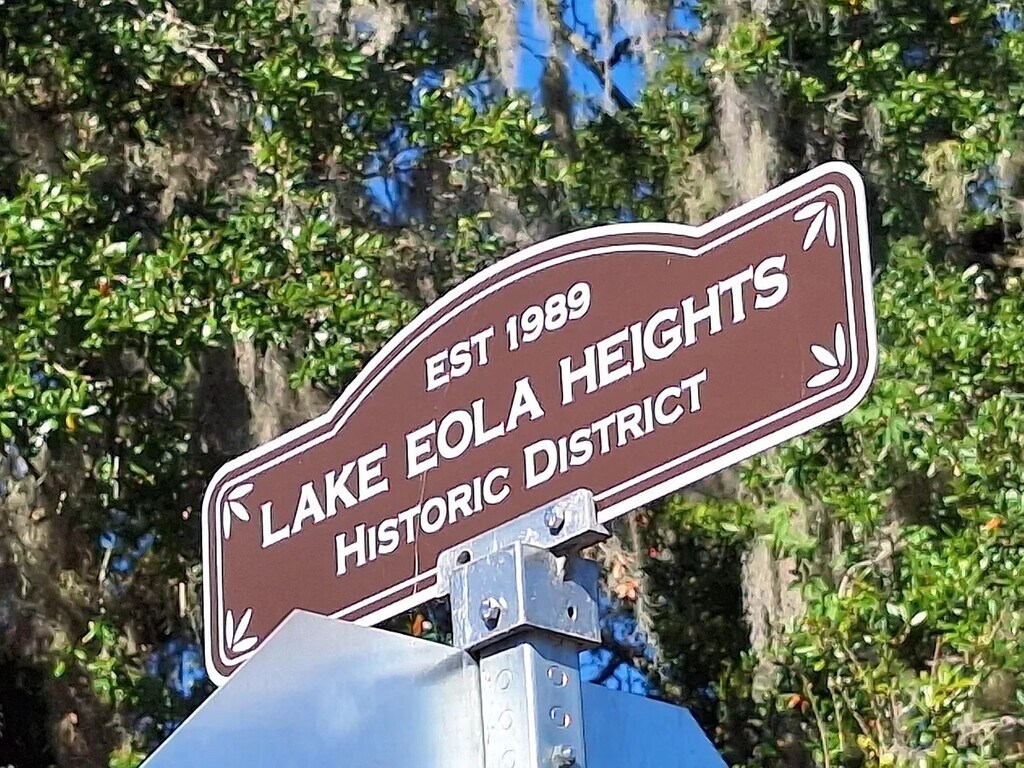 EST 1989
LAKE EOLA HEIGHTS
HISTORIC DISTRICT